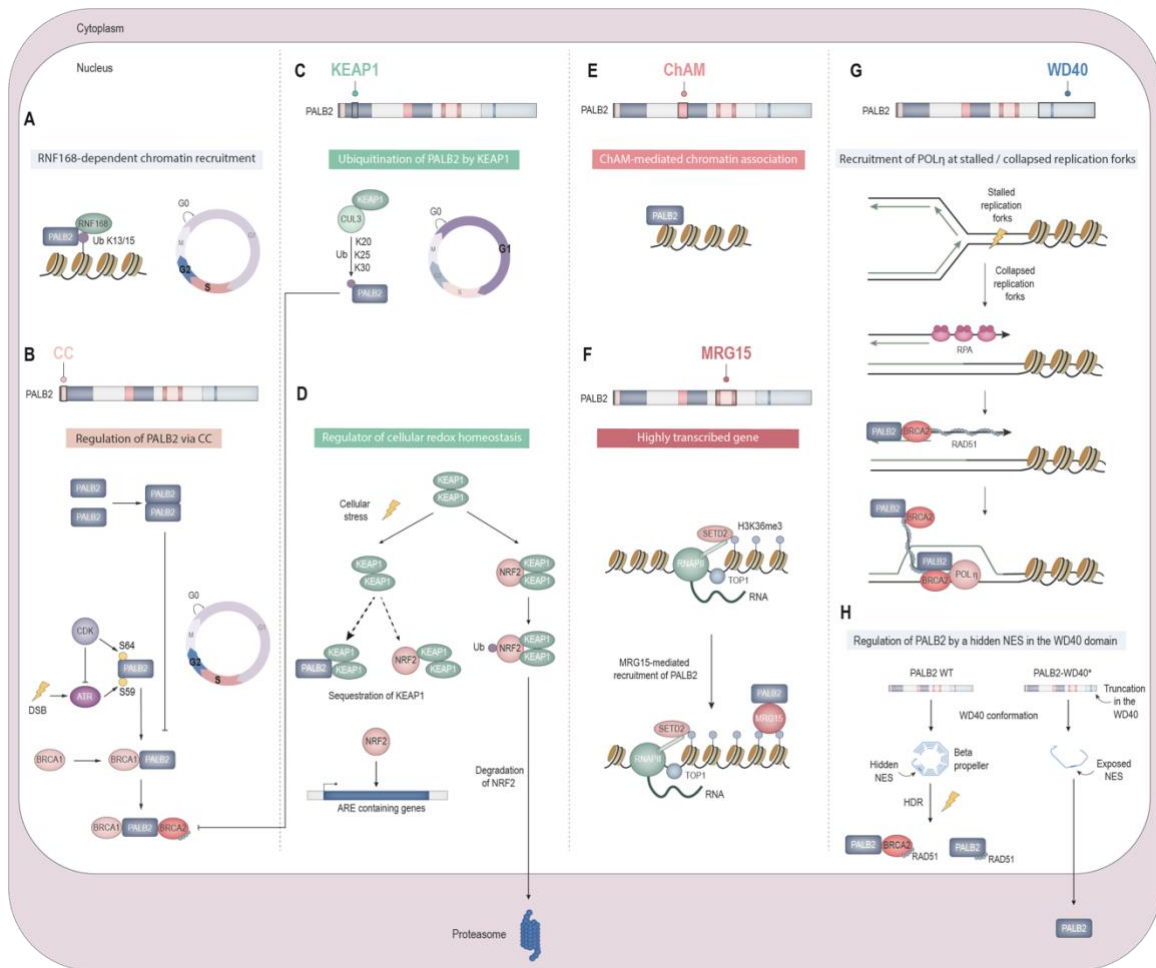 Cytoplasm
Nucleus
A
RNF168-dependent chromatin recruitment
RNF168
PALB2
Ub K13/15
G0
G1
M
G2
S
B
CC
PALB2
Regulation of PALB2 via CC
PALB2
PALB2
PALB2
PALB2
CDK
S64
PALB2
ATR
S59
DSB
G0
G1
M
G2
S
BRCA1
BRCA1
PALB2
BRCA1
PALB2
BRCA2
C
KEAP1
PALB2
Ubiquitination of PALB2 by KEAP1
KEAP1
CUL3
K20
Ub
K25
K30
PALB2
G0
G1
M
G2
S
D
Regulator of cellular redox homeostasis
KEAP1
KEAP1
Cellular
stress
KEAP1
KEAP1
NRF2
KEAP1
KEAP1
PALB2
KEAP1
KEAP1
NRF2
KEAP1
KEAP1
Ub
NRF2
KEAP1
KEAP1
Sequestration of KEAP1
NRF2
ARE containing genes
Degradation
of NRF2
Proteasome
E
ChAM
PALB2
ChAM-mediated chromatin association
PALB2
F
MRG15
PALB2
Highly transcribed gene
SETD2
H3K36me3
RNAPII
TOP1
RNA
MRG15-mediated
recruitment of PALB2
PALB2
MRG15
SETD2
RNAPII
TOP1
RNA
G
WD40
PALB2
Recruitment of POLη at stalled / collapsed replication forks
Stalled
replication
forks
Collapsed
replication
forks
RPA
PALB2
BRCA2
RAD51
PALB2
BRCA2
PALB2
BRCA2
POL η
H
Regulation of PALB2 by a hidden NES in the WD40 domain
PALB2 WT
PALB2-WD40*
Truncation
in the
WD40
WD40 conformation
Hidden
NES
Beta
propeller
Exposed
NES
HDR
PALB2
BRCA2
RAD51
PALB2
RAD51
PALB2